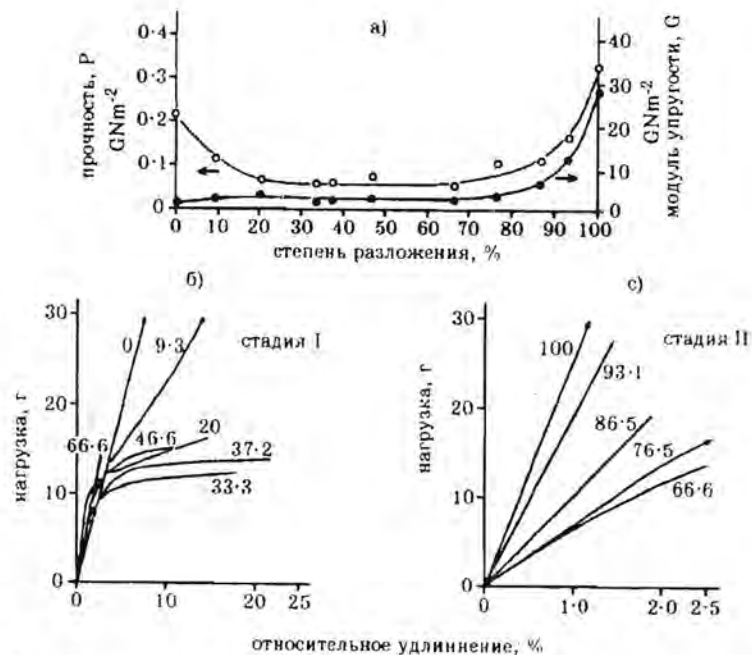 а)
прочность, P
GNm⁻²
0·4
0·3
0·2
0·1
0
40
30
20
10
0
GNm⁻²
модуль упругости, G
0 10 20 30 40 50 60 70 80 90 100
степень разложения, %
б)
нагрузка, г
30
20
10
0
0 10 20 25
стадия I
0
9·3
66·6
46·6
20
37·2
33·3
с)
нагрузка, г
30
20
10
0
0 1·0 2·0 2·5
стадия II
100
93·1
86·5
76·5
66·6
относительное удлиннение, %